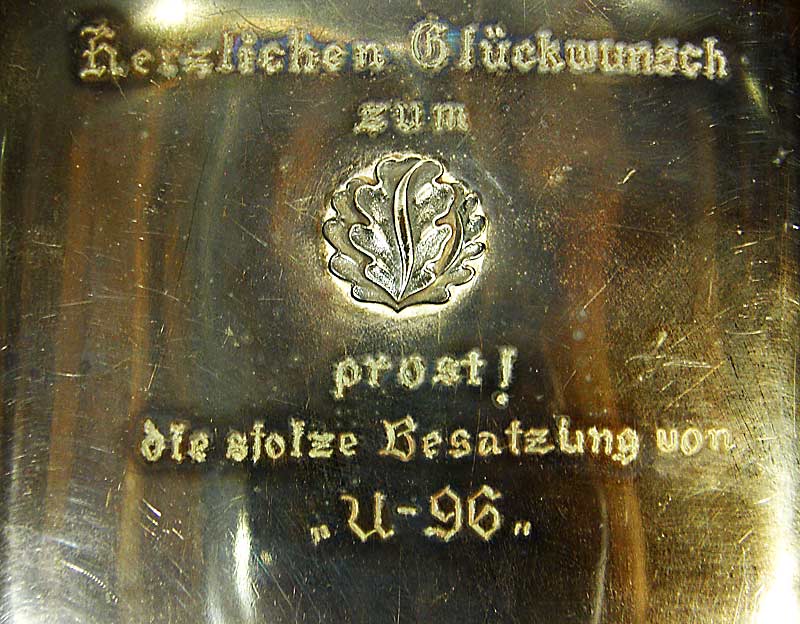 Herzlichen Glückwunsch
zum
prost!
die stolze Besatzung von
„U-96„